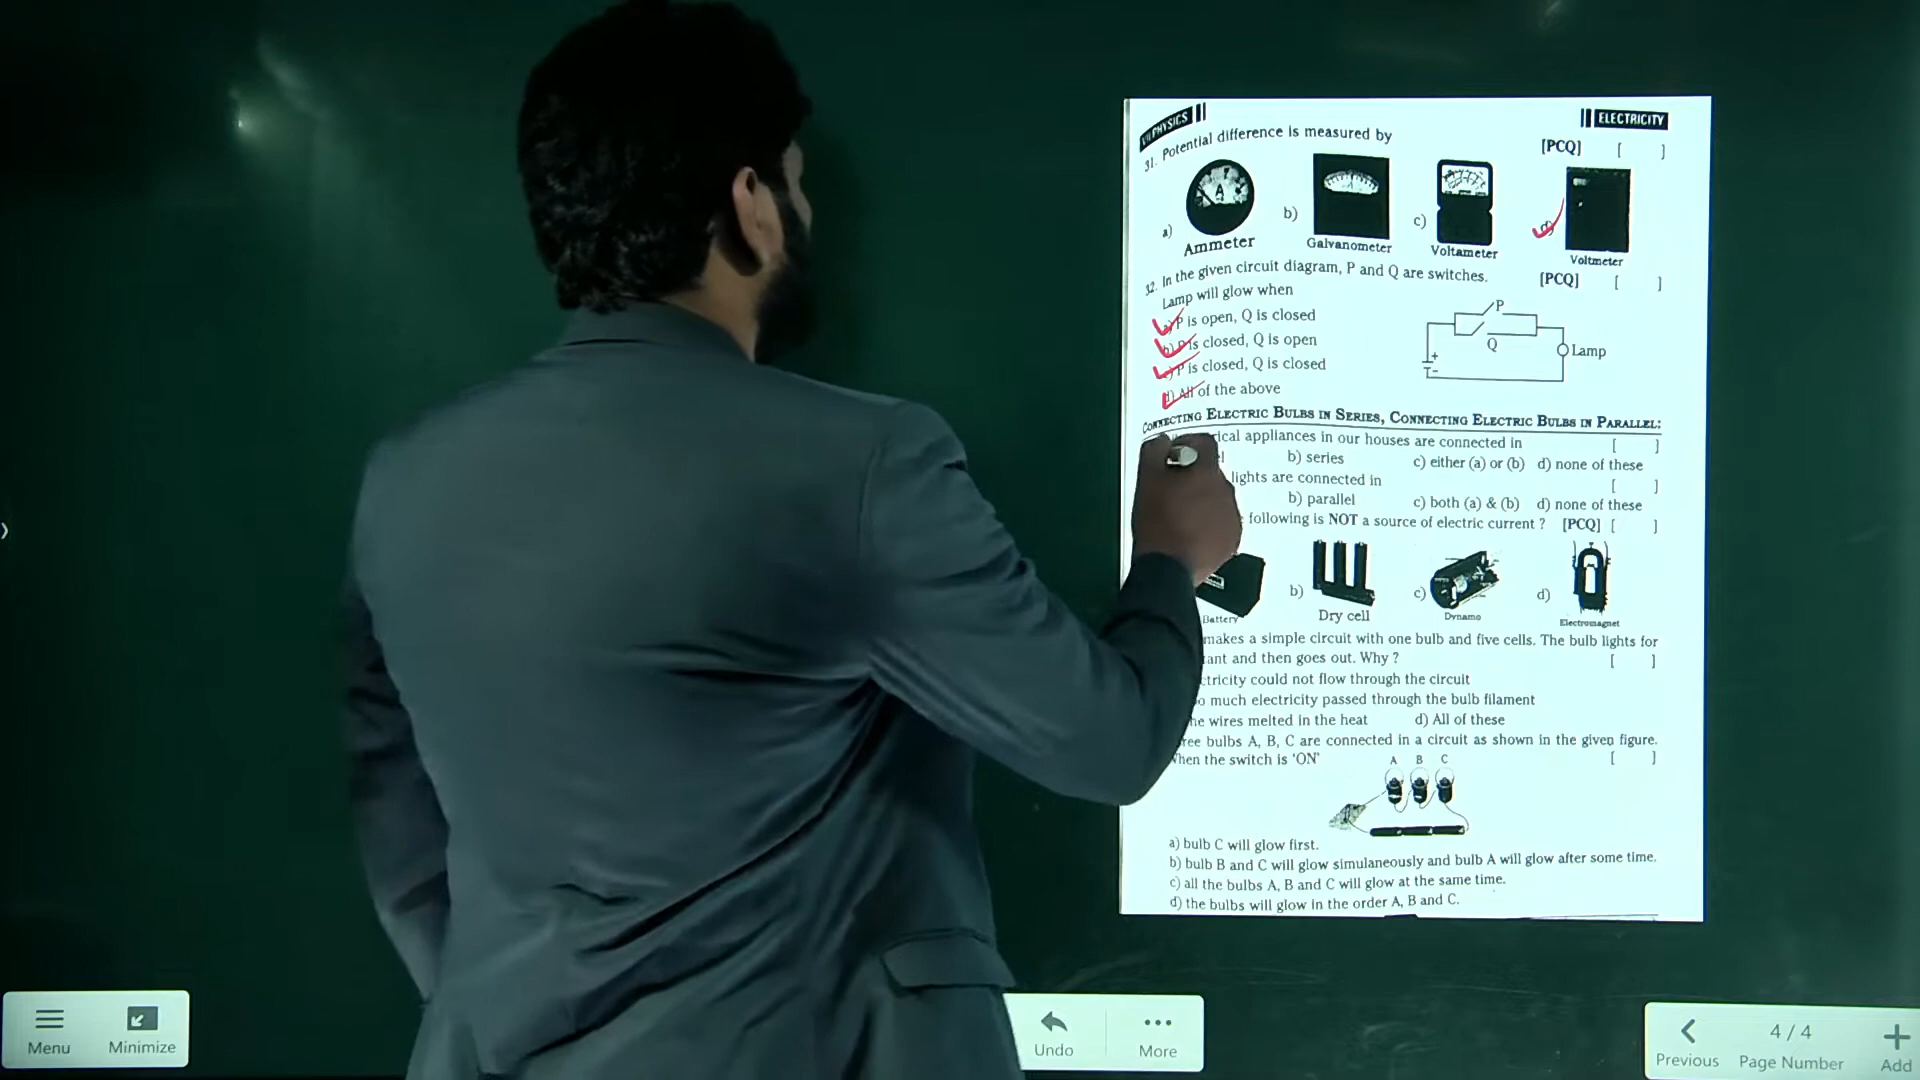 PHYSICS
ELECTRICITY
31. Potential difference is measured by [PCQ] [ ]
a) b) c) d)
A
Ammeter Galvanometer Voltameter Voltmeter
32. In the given circuit diagram, P and Q are switches. [PCQ] [ ]
Lamp will glow when
a) P is open, Q is closed
b) P is closed, Q is open
c) P is closed, Q is closed
d) All of the above
P
Q
Lamp
+
-
CONNECTING ELECTRIC BULBS IN SERIES, CONNECTING ELECTRIC BULBS IN PARALLEL:
appliances in our houses are connected in [ ]
b) series c) either (a) or (b) d) none of these
lights are connected in [ ]
b) parallel c) both (a) & (b) d) none of these
following is NOT a source of electric current ? [PCQ] [ ]
b) c) d)
Battery Dry cell Dynamo Electromagnet
makes a simple circuit with one bulb and five cells. The bulb lights for
and then goes out. Why ? [ ]
could not flow through the circuit
much electricity passed through the bulb filament
wires melted in the heat d) All of these
bulbs A, B, C are connected in a circuit as shown in the given figure.
When the switch is 'ON' [ ]
A B C
a) bulb C will glow first.
b) bulb B and C will glow simulaneously and bulb A will glow after some time.
c) all the bulbs A, B and C will glow at the same time.
d) the bulbs will glow in the order A, B and C.
Menu
Minimize
Undo
More
Previous
4 / 4
Page Number
Add